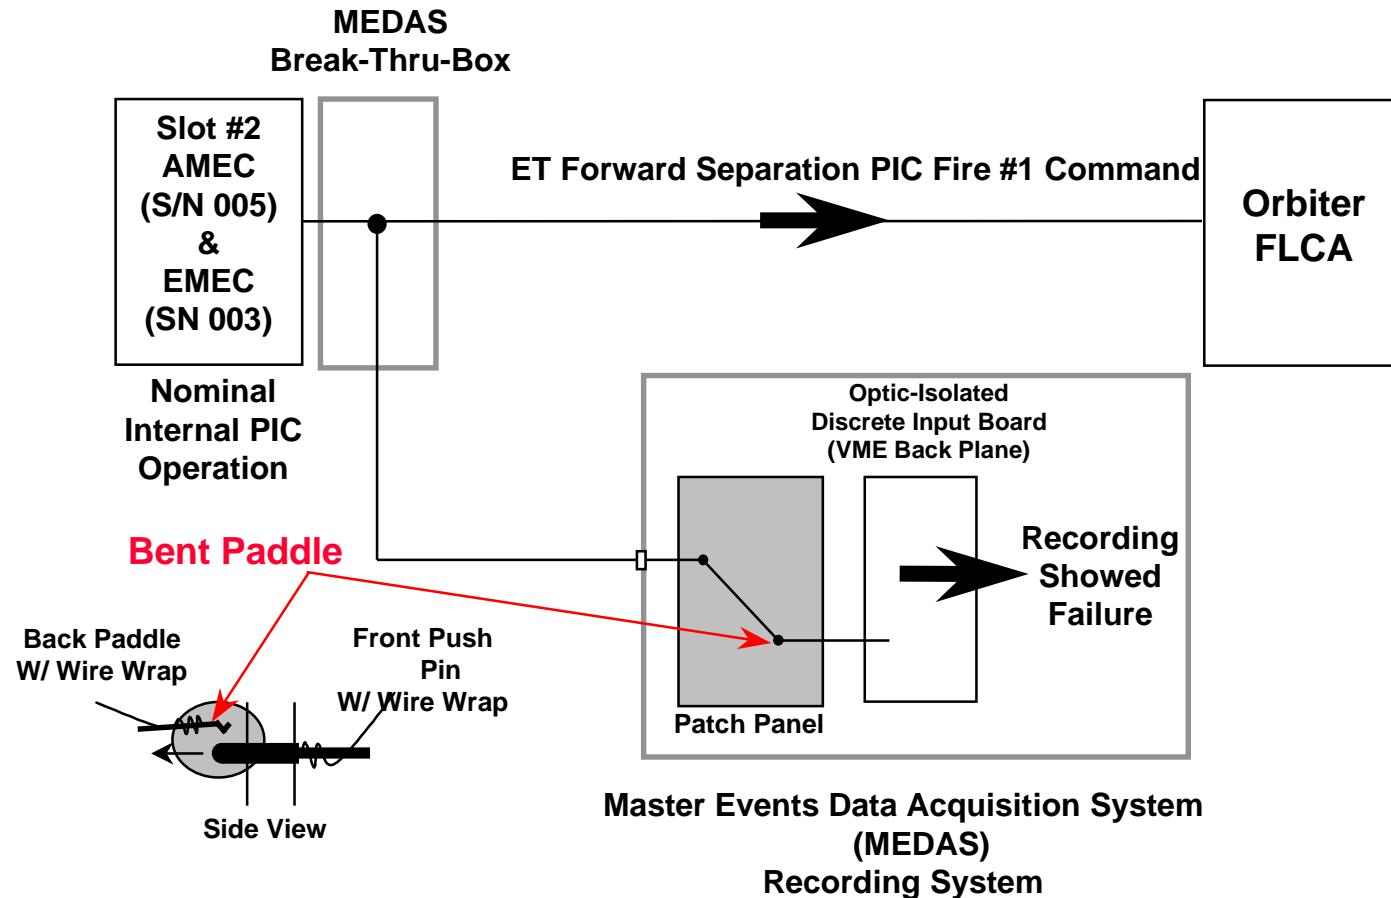 MEDAS
Break-Thru-Box
Slot #2
AMEC
(S/N 005)
&
EMEC
(SN 003)
ET Forward Separation PIC Fire #1 Command
Orbiter
FLCA
Nominal
Internal PIC
Operation
Optic-Isolated
Discrete Input Board
(VME Back Plane)
Recording
Showed
Failure
Patch Panel
Bent Paddle
Back Paddle
W/ Wire Wrap
Front Push
Pin
W/ Wire Wrap
Side View
Master Events Data Acquisition System
(MEDAS)
Recording System